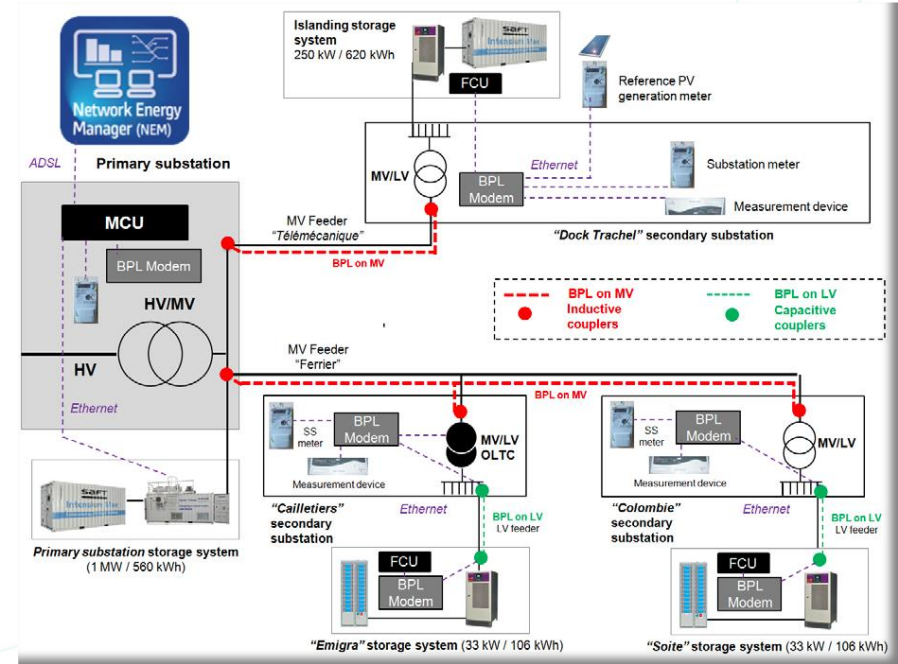 Network Energy
Manager (NEM)
ADSL
Primary substation
MCU
BPL Modem
HV/MV
HV
Ethernet
SAFT
Intensium Max
Primary substation storage system
(1 MW / 560 kWh)
Islanding storage
system
250 kW / 620 kWh
SAFT
Intensium Max
FCU
Reference PV
generation meter
MV/LV
BPL
Modem
Ethernet
Substation meter
Measurement device
"Dock Trachel" secondary substation
MV Feeder
"Télémécanique"
BPL on MV
BPL on MV
Inductive
couplers
BPL on LV
Capacitive
couplers
MV Feeder
"Ferrier"
BPL on MV
SS
meter
BPL
Modem
MV/LV
OLTC
Measurement device
"Cailletiers"
secondary
substation
Ethernet
BPL on LV
LV feeder
FCU
BPL
Modem
"Emigra" storage system (33 kW / 106 kWh)
SS
meter
BPL
Modem
MV/LV
Measurement device
"Colombie"
secondary
substation
Ethernet
BPL on LV
LV feeder
FCU
BPL
Modem
"Soite" storage system (33 kW / 106 kWh)